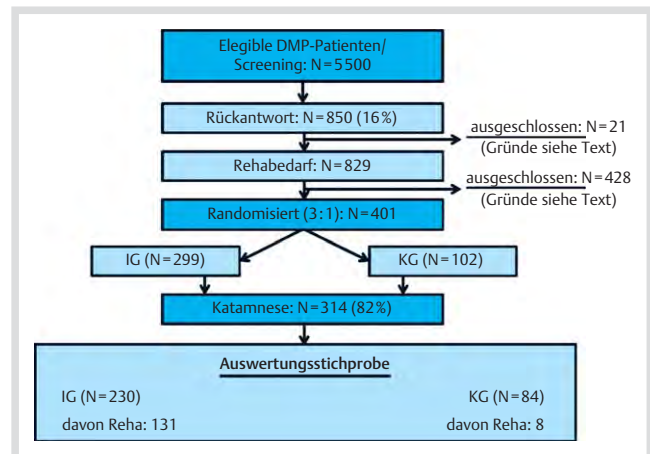 Elegible DMP-Patienten/
Screening: N=5500
Rückantwort: N=850 (16%)
ausgeschlossen: N=21
(Gründe siehe Text)
Rehabedarf: N=829
ausgeschlossen: N=428
(Gründe siehe Text)
Randomisiert (3:1): N=401
IG (N=299)
KG (N=102)
Katamnese: N=314 (82%)
Auswertungsstichprobe
IG (N=230)
KG (N=84)
davon Reha: 131
davon Reha: 8